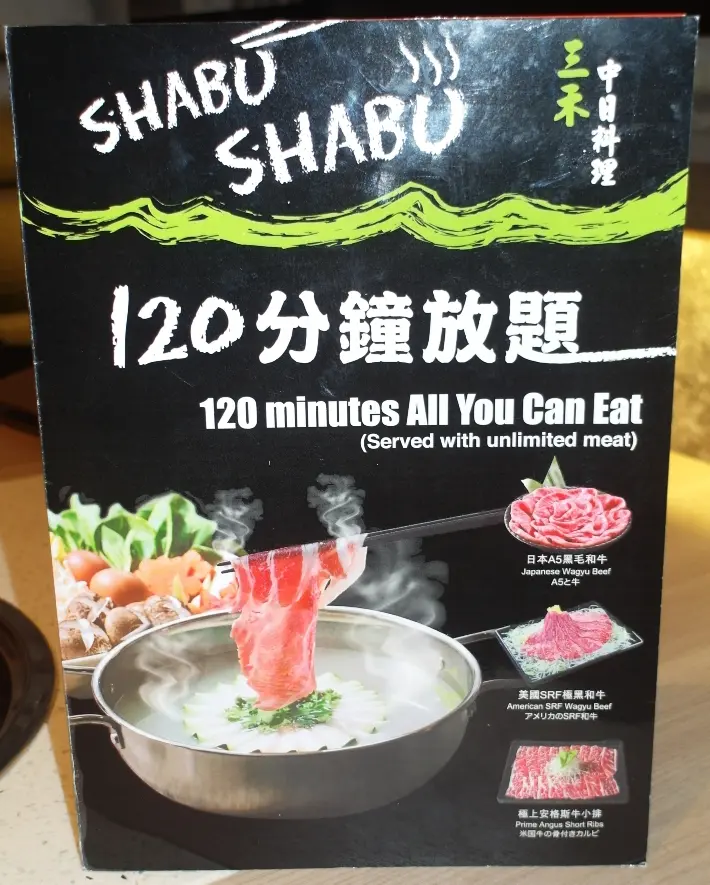 SHABU
SHABU
三禾
中日料理
120分鐘放題
120 minutes All You Can Eat
(Served with unlimited meat)
日本A5黑毛和牛
Japanese Wagyu Beef
A5と牛
美國SRF極黑和牛
American SRF Wagyu Beef
アメリカのSRF和牛
極上安格斯牛小排
Prime Angus Short Ribs
米国牛の骨付きカルビ